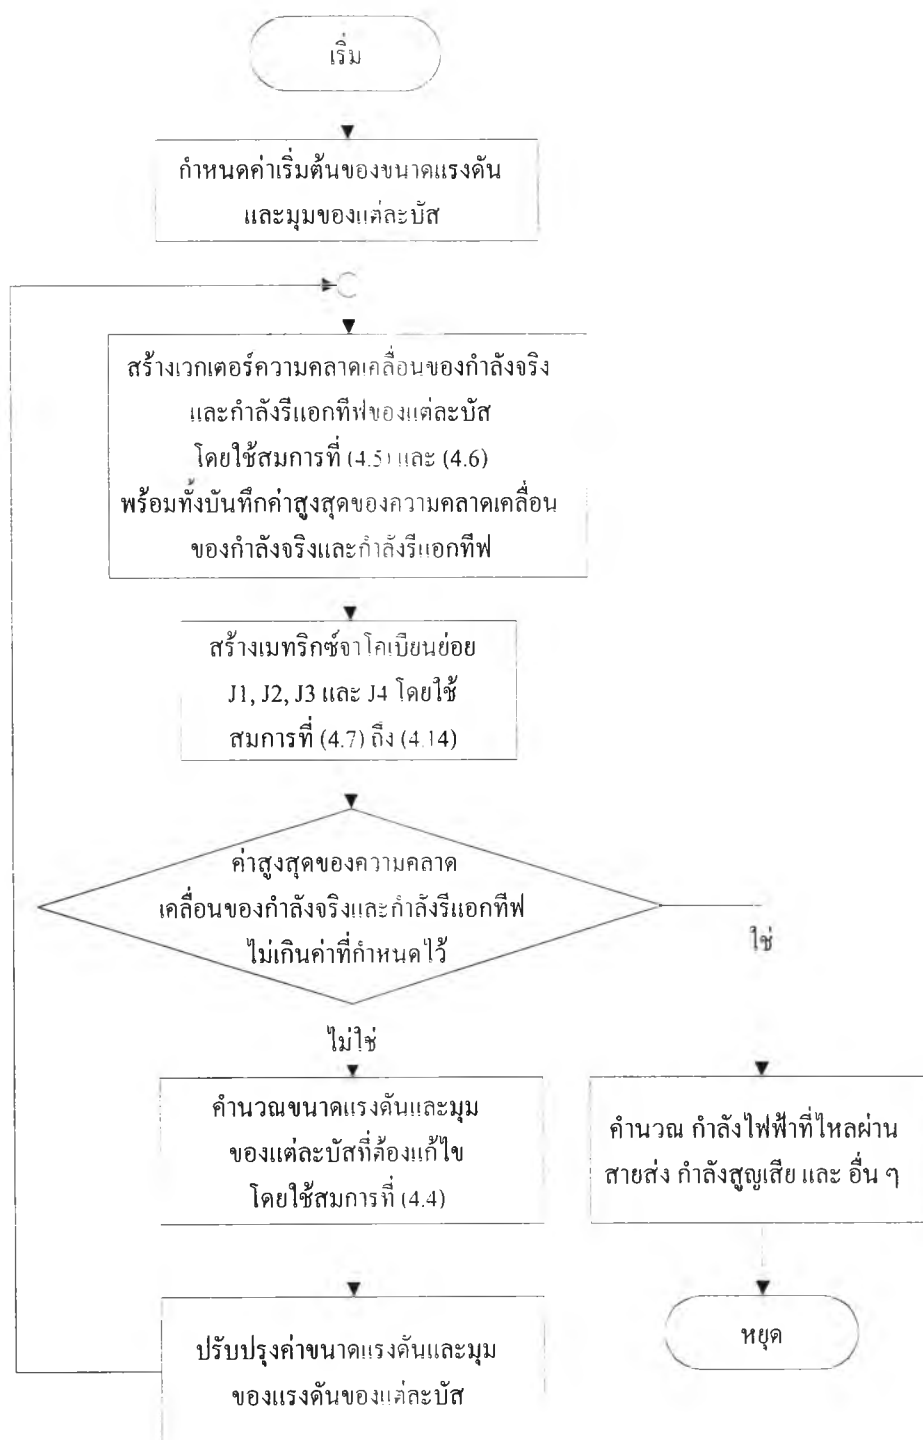 เริ่ม
กำหนดค่าเริ่มต้นของขนาดแรงดัน
และมุมของแต่ละบัส
สร้างเวกเตอร์ความคลาดเคลื่อนของกำลังจริง
และกำลังรีแอกทีฟของแต่ละบัส
โดยใช้สมการที่ (4.5) และ (4.6)
พร้อมทั้งบันทึกค่าสูงสุดของความคลาดเคลื่อน
ของกำลังจริงและกำลังรีแอกทีฟ
สร้างเมทริกซ์จาโคเบียนย่อย
J1, J2, J3 และ J4 โดยใช้
สมการที่ (4.7) ถึง (4.14)
ค่าสูงสุดของความคลาด
เคลื่อนของกำลังจริงและกำลังรีแอกทีฟ
ไม่เกินค่าที่กำหนดไว้
ใช่
ไม่ใช่
คำนวณขนาดแรงดันและมุม
ของแต่ละบัสที่ต้องแก้ไข
โดยใช้สมการที่ (4.4)
คำนวณ กำลังไฟฟ้าที่ไหลผ่าน
สายส่ง กำลังสูญเสีย และ อื่น ๆ
ปรับปรุงค่าขนาดแรงดันและมุม
ของแรงดันของแต่ละบัส
หยุด